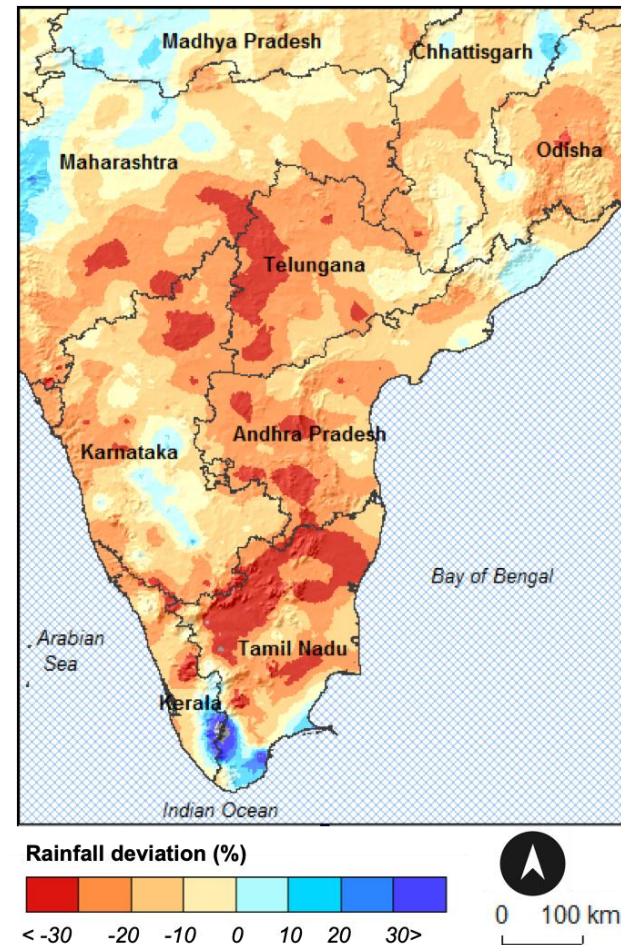 Madhya Pradesh
Chhattisgarh
Maharashtra
Odisha
Telungana
Andhra Pradesh
Karnataka
Bay of Bengal
Arabian
Sea
Tamil Nadu
Kerala
Indian Ocean
Rainfall deviation (%)
< -30 -20 -10 0 10 20 30>
0 100 km